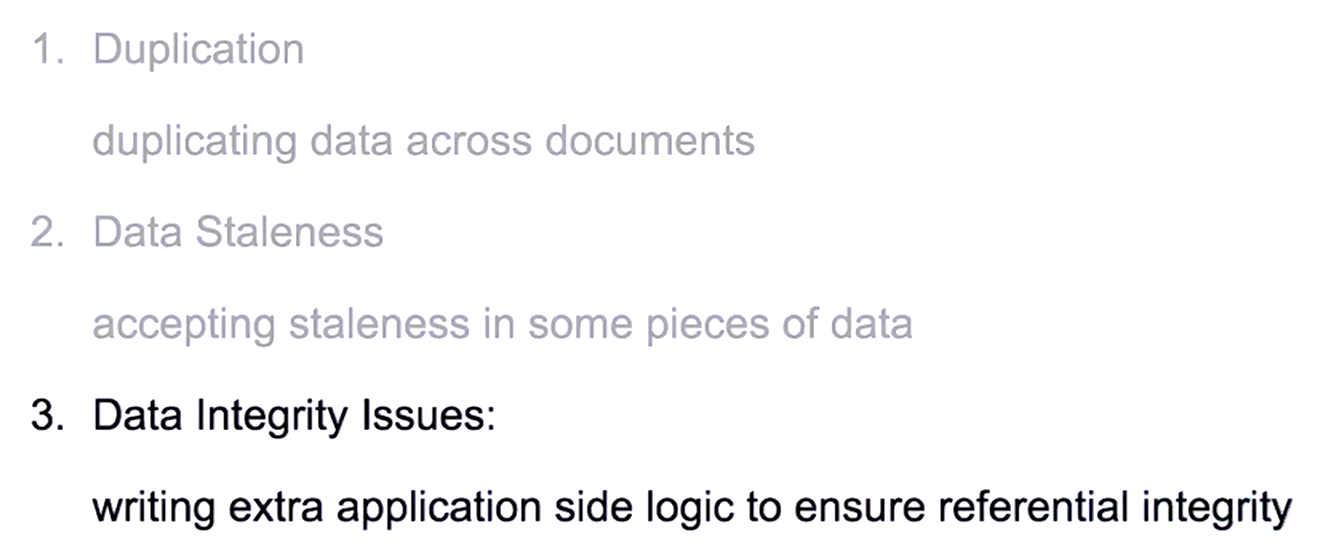 1. Duplication
duplicating data across documents
2. Data Staleness
accepting staleness in some pieces of data
3. Data Integrity Issues:
writing extra application side logic to ensure referential integrity